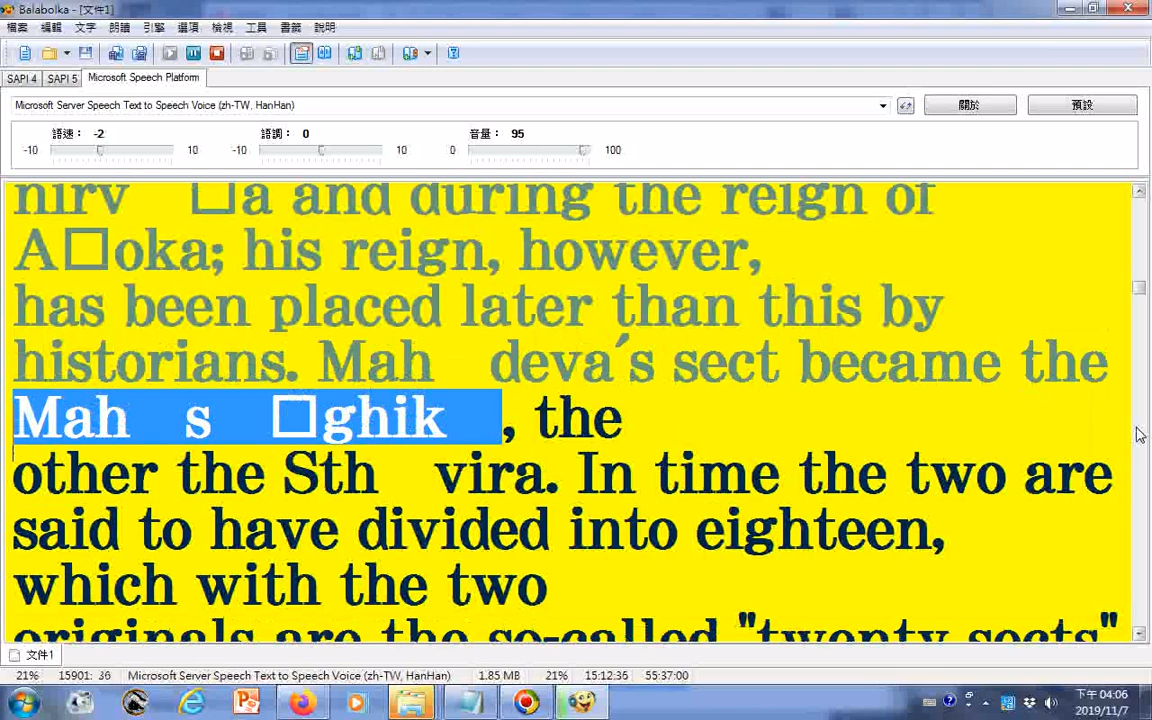 Balabolka - [文件1]
檔案 編輯 文字 朗讀 引擎 選項 檢視 工具 書籤 說明
SAPI 4 SAPI 5 Microsoft Speech Platform
Microsoft Server Speech Text to Speech Voice (zh-TW, HanHan) 關於 預設
語速： -2 語調： 0 音量： 95
-10 10 -10 10 0 100
nirv □a and during the reign of
A□oka; his reign, however,
has been placed later than this by
historians. Mah deva's sect became the
Mah s □ghik , the
other the Sth vira. In time the two are
said to have divided into eighteen,
which with the two
originals are the so-called "twenty sects"
文件1
21% 15901: 36 Microsoft Server Speech Text to Speech Voice (zh-TW, HanHan) 1.85 MB 21% 15:12:36 55:37:00
下午 04:06
2019/11/7